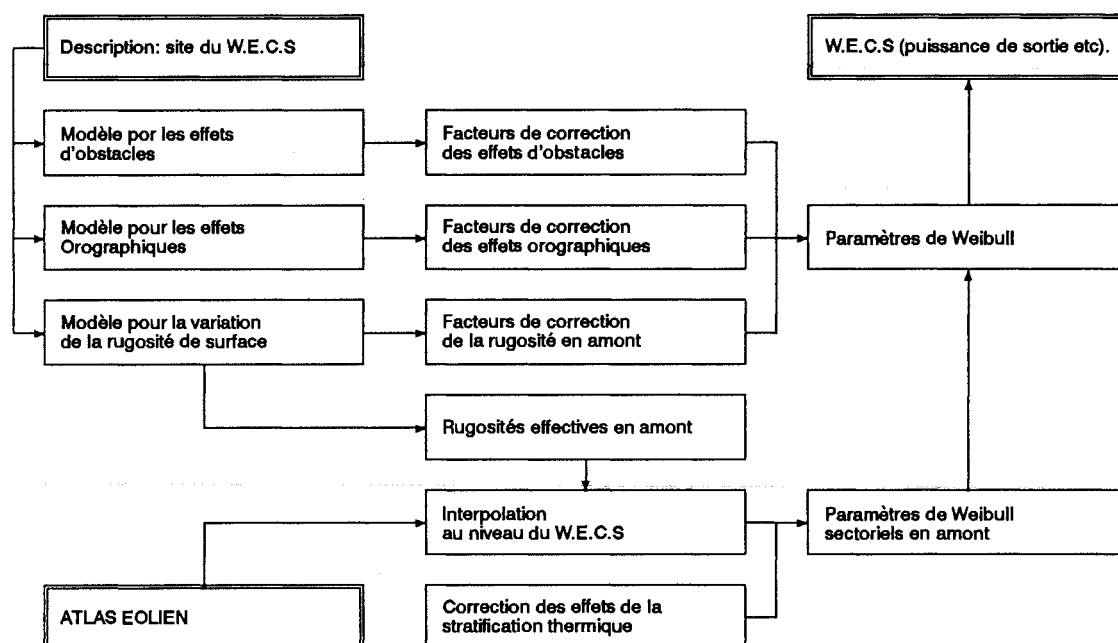 Description: site du W.E.C.S
W.E.C.S (puissance de sortie etc).
Modèle por les effets
d'obstacles
Facteurs de correction
des effets d'obstacles
Modèle pour les effets
Orographiques
Facteurs de correction
des effets orographiques
Paramètres de Weibull
Modèle pour la variation
de la rugosité de surface
Facteurs de correction
de la rugosité en amont
Rugosités effectives en amont
Interpolation
au niveau du W.E.C.S
Paramètres de Weibull
sectoriels en amont
ATLAS EOLIEN
Correction des effets de la
stratification thermique